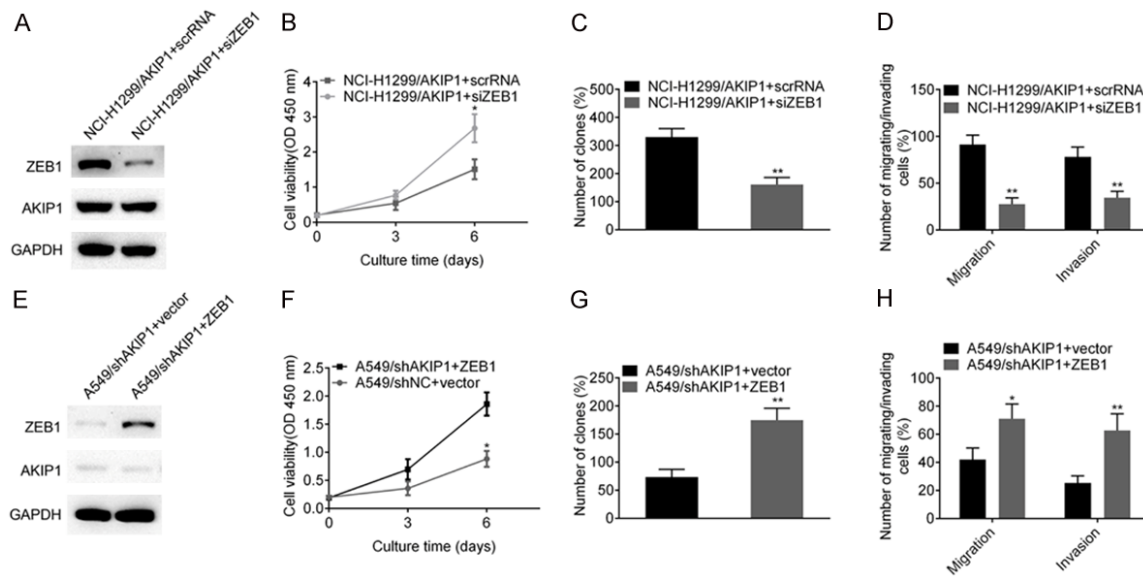 A
NCI-H1299/AKIP1+scrRNA
NCI-H1299/AKIP1+siZEB1
ZEB1
AKIP1
GAPDH
B
NCI-H1299/AKIP1+scrRNA
NCI-H1299/AKIP1+siZEB1
Cell viability(OD 450 nm)
4
3
2
1
0
*
0 3 6
Culture time (days)
C
NCI-H1299/AKIP1+scrRNA
NCI-H1299/AKIP1+siZEB1
Number of clones (%)
500
400
300
200
100
0
**
D
NCI-H1299/AKIP1+scrRNA
NCI-H1299/AKIP1+siZEB1
Number of migrating/invading
cells (%)
100
50
0
** **
Migration
Invasion
E
A549/shAKIP1+vector
A549/shAKIP1+ZEB1
ZEB1
AKIP1
GAPDH
F
A549/shAKIP1+ZEB1
A549/shNC+vector
Cell viability(OD 450 nm)
2.5
2.0
1.5
1.0
0.5
0.0
*
0 3 6
Culture time (days)
G
A549/shAKIP1+vector
A549/shAKIP1+ZEB1
Number of clones (%)
250
200
150
100
50
0
**
H
A549/shAKIP1+vector
A549/shAKIP1+ZEB1
Number of migrating/invading
cells (%)
100
80
60
40
20
0
* **
Migration
Invasion